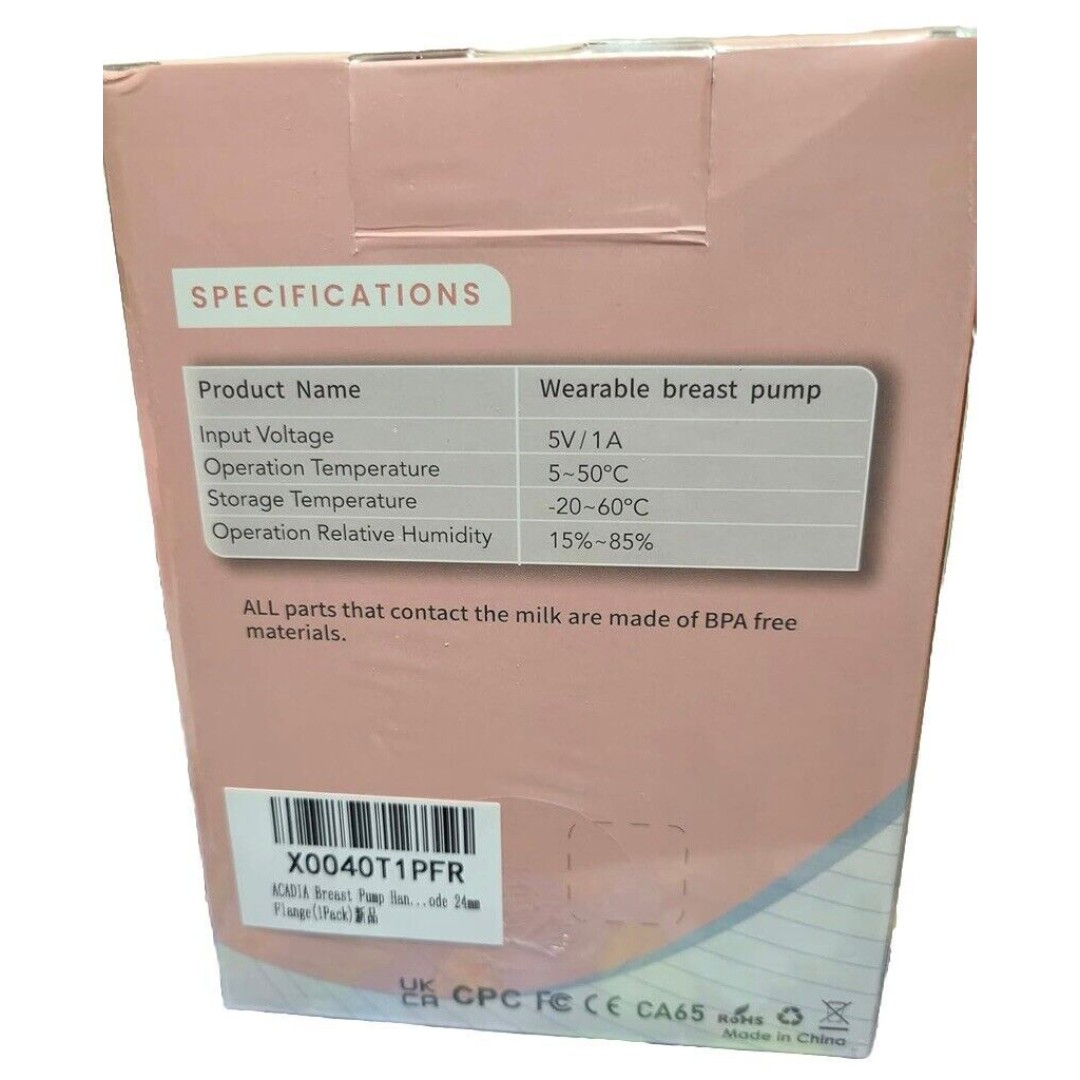 SPECIFICATIONS
Product Name Wearable breast pump
Input Voltage 5V/1A
Operation Temperature 5~50°C
Storage Temperature -20~60°C
Operation Relative Humidity 15%~85%
ALL parts that contact the milk are made of BPA free
materials.
X0040T1PFR
ACADIA Breast Pump Han...ode 24mm
Flange(1Pack)新品
UK
CA CPC FC CE CA65 RoHS
Made in China